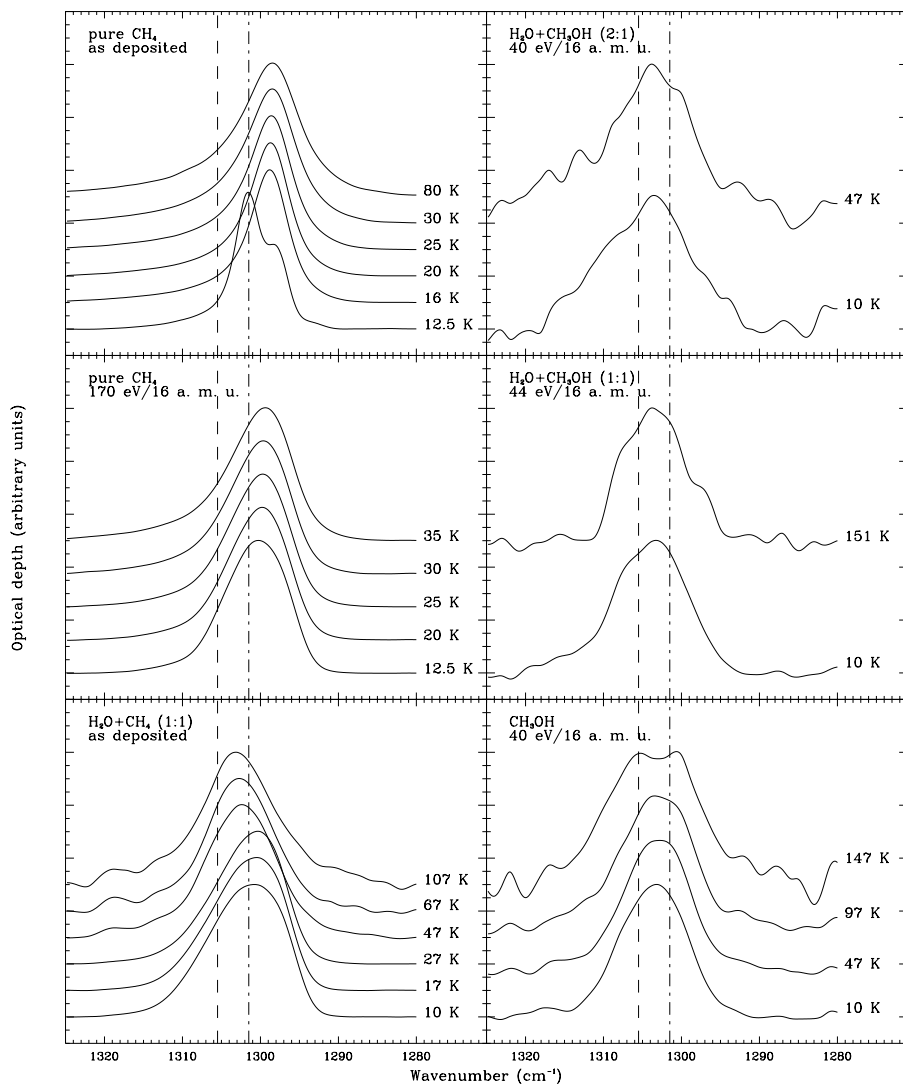 pure CH₄
as deposited
80 K
30 K
25 K
20 K
16 K
12.5 K
H₂O+CH₃OH (2:1)
40 eV/16 a. m. u.
47 K
10 K
pure CH₄
170 eV/16 a. m. u.
35 K
30 K
25 K
20 K
12.5 K
H₂O+CH₃OH (1:1)
44 eV/16 a. m. u.
151 K
10 K
H₂O+CH₄ (1:1)
as deposited
107 K
67 K
47 K
27 K
17 K
10 K
CH₃OH
40 eV/16 a. m. u.
147 K
97 K
47 K
10 K
1320 1310 1300 1290 1280 1320 1310 1300 1290 1280
Wavenumber (cm⁻¹)
Optical depth (arbitrary units)